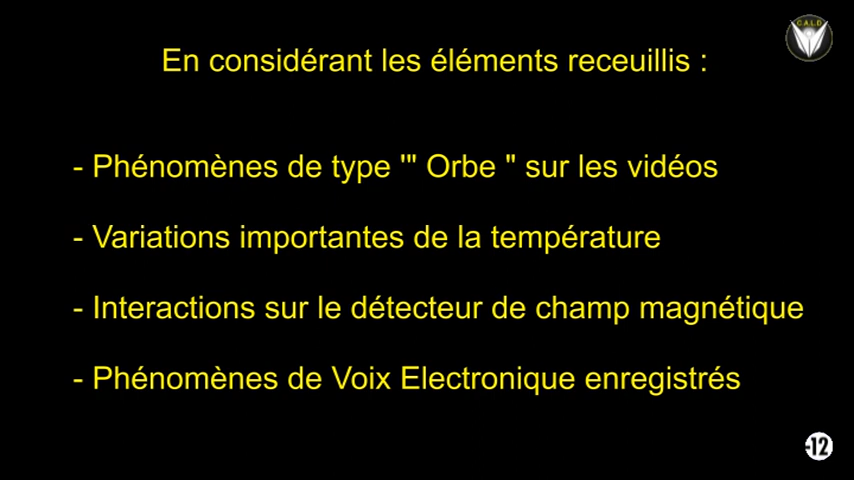 CALD
En considérant les éléments receuillis :
- Phénomènes de type '" Orbe " sur les vidéos
- Variations importantes de la température
- Interactions sur le détecteur de champ magnétique
- Phénomènes de Voix Electronique enregistrés
-12